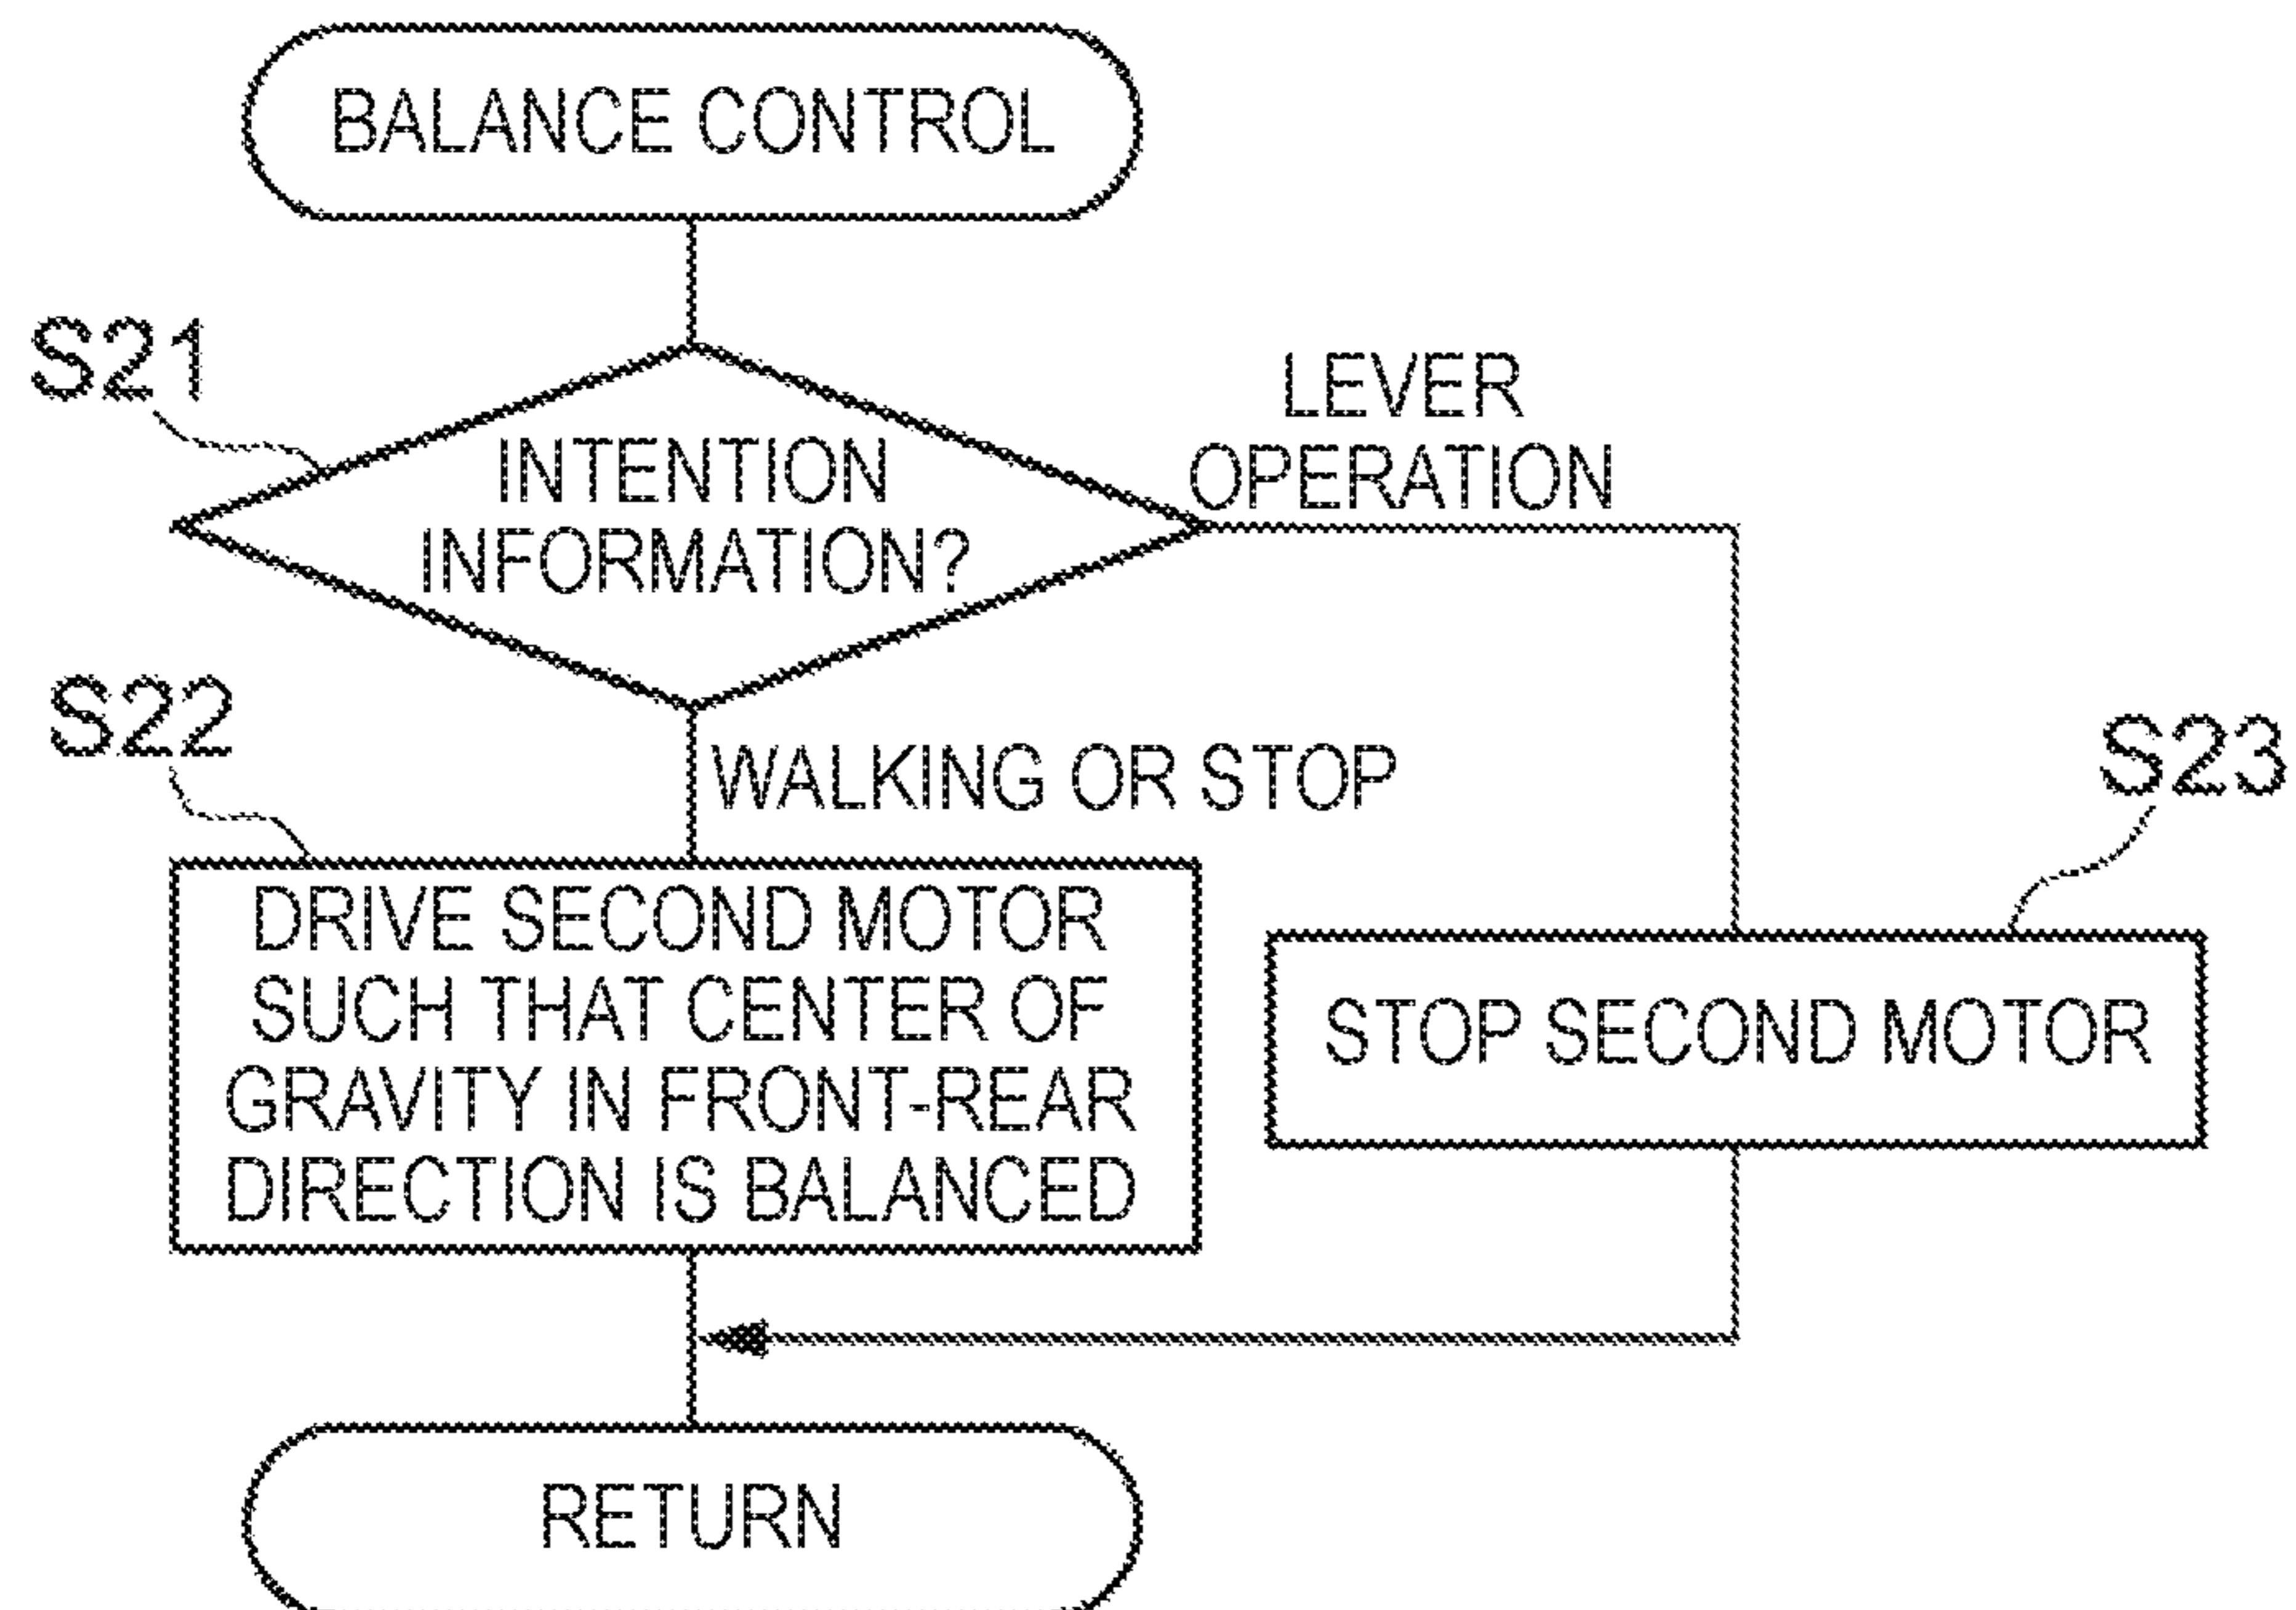 BALANCE CONTROL
S21
INTENTION
INFORMATION?
LEVER
OPERATION
S22
WALKING OR STOP
S23
DRIVE SECOND MOTOR
SUCH THAT CENTER OF
GRAVITY IN FRONT-REAR
DIRECTION IS BALANCED
STOP SECOND MOTOR
RETURN